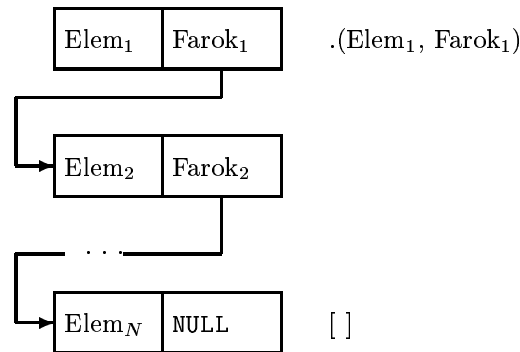 Elem₁ Farok₁ .(Elem₁, Farok₁)
Elem₂ Farok₂
. . .
Elem_N NULL [ ]